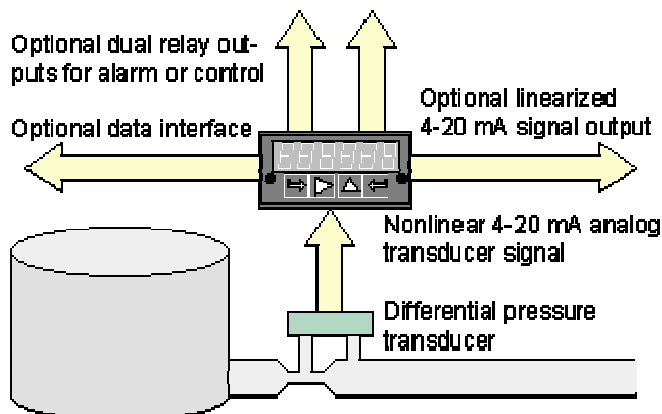 Optional dual relay out-
puts for alarm or control
Optional linearized
4-20 mA signal output
Optional data interface
Nonlinear 4-20 mA analog
transducer signal
Differential pressure
transducer